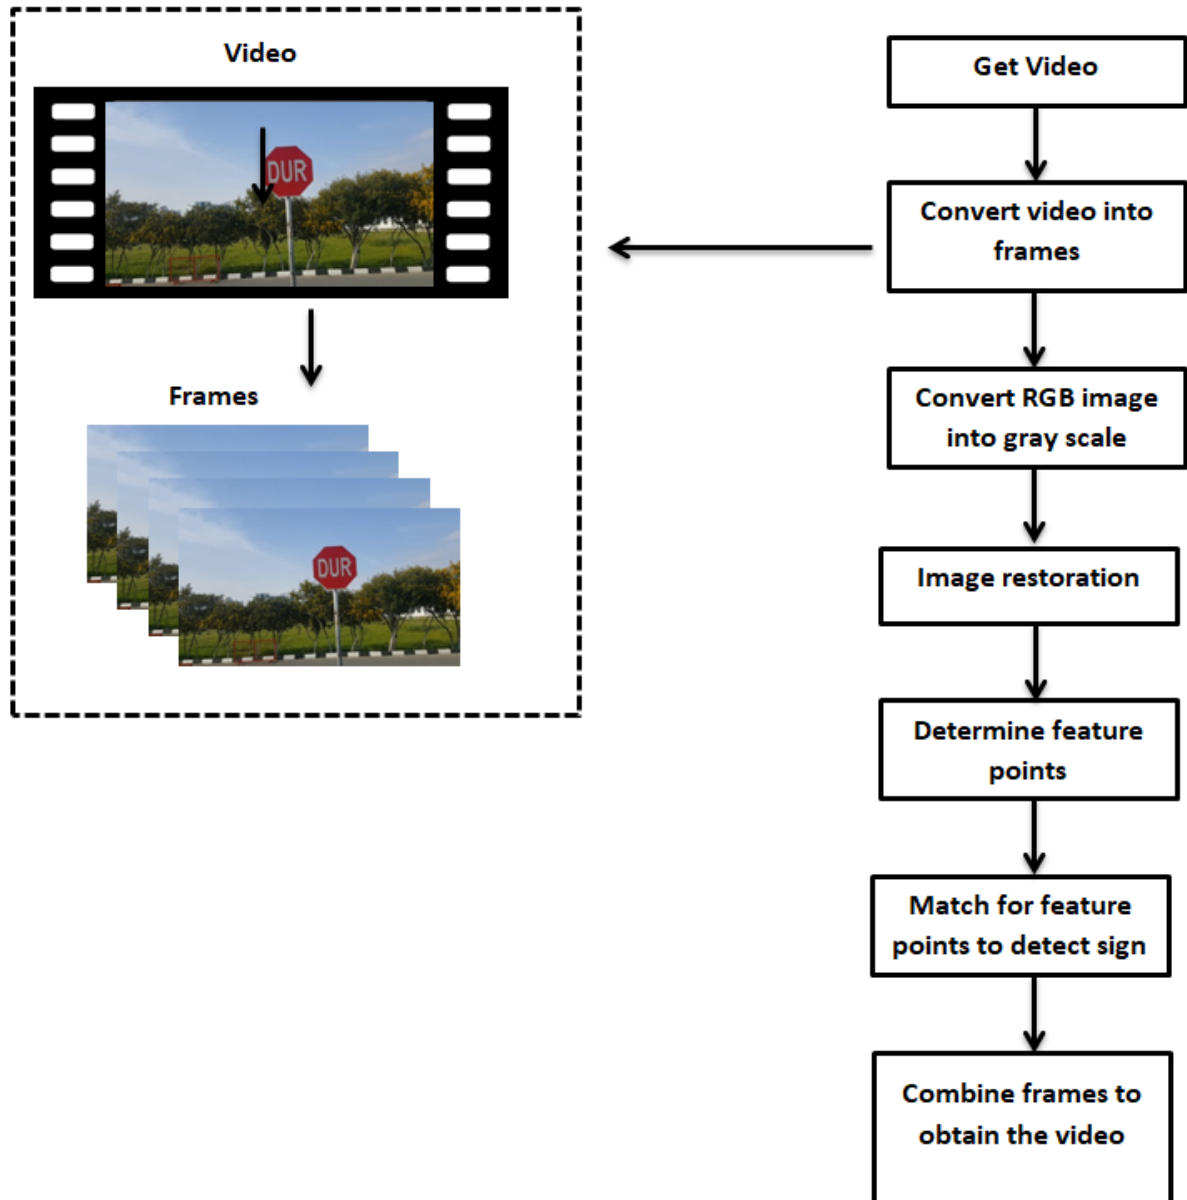 Video
DUR
Frames
DUR
Get Video
Convert video into
frames
Convert RGB image
into gray scale
Image restoration
Determine feature
points
Match for feature
points to detect sign
Combine frames to
obtain the video